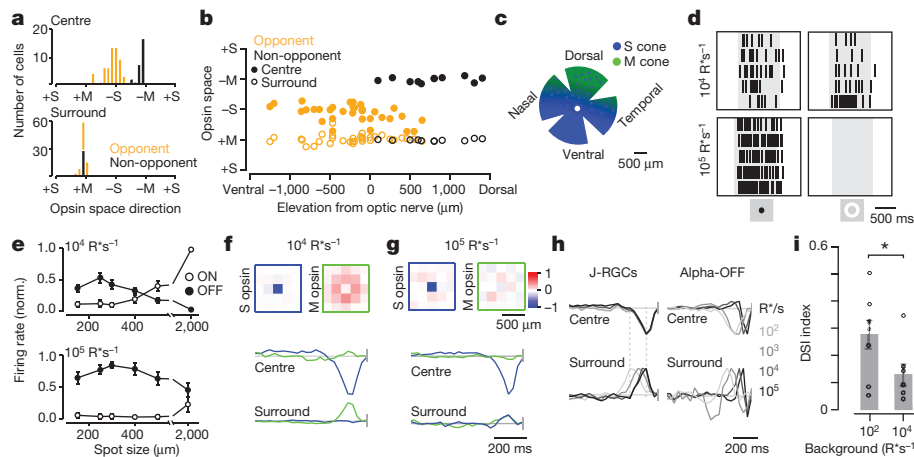 a
Centre
20
10
0
+S +M −S −M +S
Number of cells
Surround
60
30
Opponent
Non-opponent
+S +M −S −M +S
Opsin space direction
b
Opponent
Non-opponent
Centre
Surround
+S
−M
−S
+M
+S
Opsin space
Ventral −1,000 −500 0 500 Dorsal
Elevation from optic nerve (μm)
c
S cone
M cone
Dorsal
Nasal
Temporal
Ventral
500 μm
d
10⁴ R*s⁻¹
10⁵ R*s⁻¹
500 ms
e
10⁴ R*s⁻¹
1.0
0.5
0.0
ON
OFF
200 400 2,000
Firing rate (norm.)
10⁵ R*s⁻¹
1.0
0.5
0.0
200 400 2,000
Spot size (μm)
f
10⁴ R*s⁻¹
S opsin
M opsin
Centre
Surround
g
10⁵ R*s⁻¹
S opsin
M opsin
1
0
−1
500 μm
Centre
Surround
200 ms
h
J-RGCs Alpha-OFF
Centre
Centre
R*/s
10²
10³
10⁴
10⁵
Surround
Surround
200 ms
i
0.6
0
DSI index
*
10² 10⁴
Background (R*s⁻¹